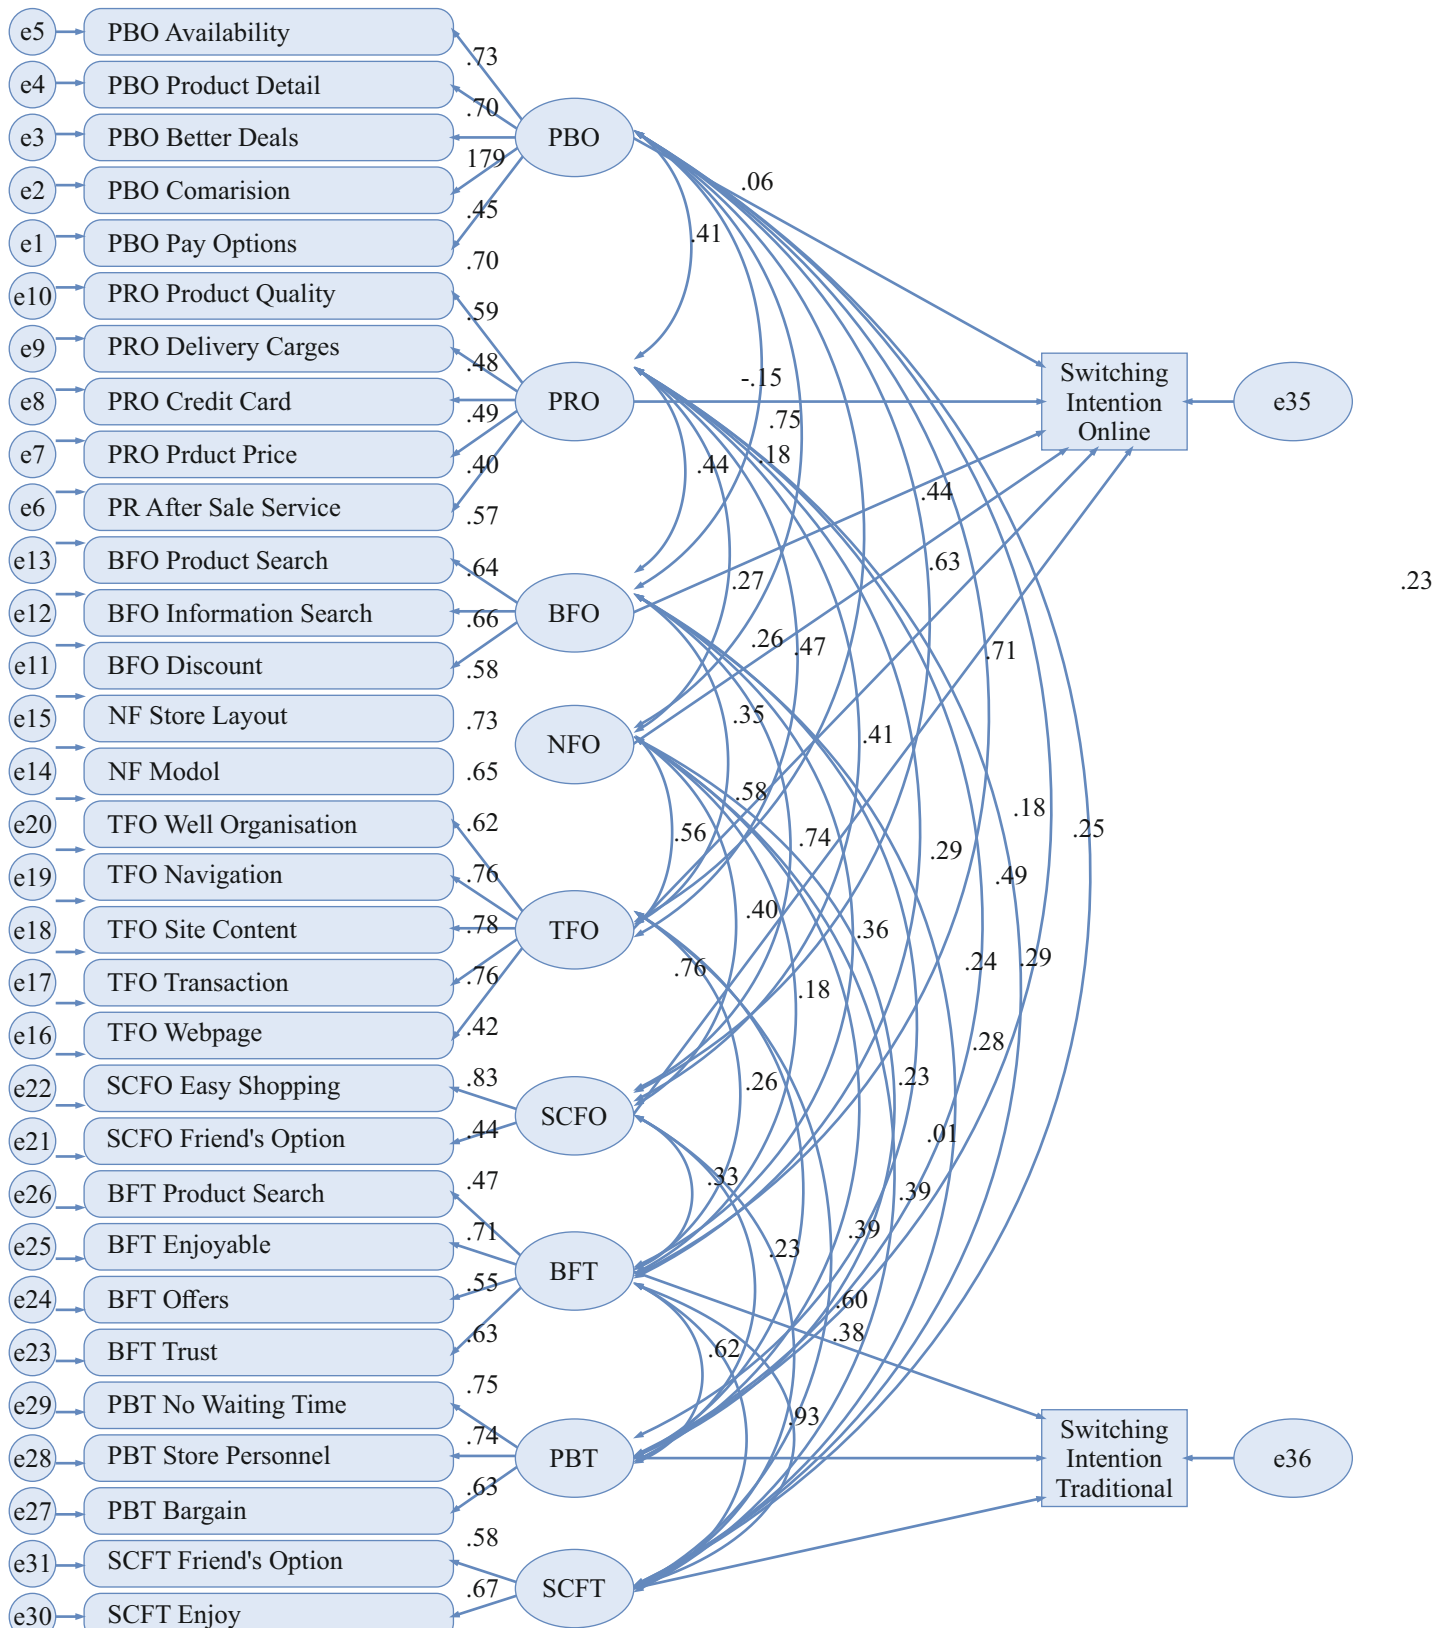 e5 PBO Availability
.73
e4 PBO Product Detail
.70
PBO
e3 PBO Better Deals
179
e2 PBO Comarision
.06
.45
e1 PBO Pay Options
.41
.70
e10 PRO Product Quality
.59
e9 PRO Delivery Carges
.48
Switching
Intention
Online
e35
-.15
PRO
e8 PRO Credit Card
.49
.75
e7 PRO Prduct Price
.40
.44
.18
.44
e6 PR After Sale Service
.57
e13 BFO Product Search
.64
.63
.27
.23
BFO
e12 BFO Information Search
.66
.26
.47
.71
e11 BFO Discount
.58
e15 NF Store Layout
.73
.35
.41
NFO
e14 NF Modol
.65
.58
.18
.25
e20 TFO Well Organisation
.62
.56
.74
.29
e19 TFO Navigation
.76
.49
.40
TFO
e18 TFO Site Content
.78
.36
.24
.29
.76
e17 TFO Transaction
.76
.18
e16 TFO Webpage
.42
.28
e22 SCFO Easy Shopping
.83
.26
.23
SCFO
e21 SCFO Friend's Option
.44
.01
e26 BFT Product Search
.47
.33
.39
e25 BFT Enjoyable
.71
.39
.23
BFT
e24 BFT Offers
.55
.60
.38
e23 BFT Trust
.63
.62
e29 PBT No Waiting Time
.75
.93
e28 PBT Store Personnel
.74
PBT
Switching
Intention
Traditional
e36
.63
e27 PBT Bargain
.58
e31 SCFT Friend's Option
.67
SCFT
e30 SCFT Enjoy